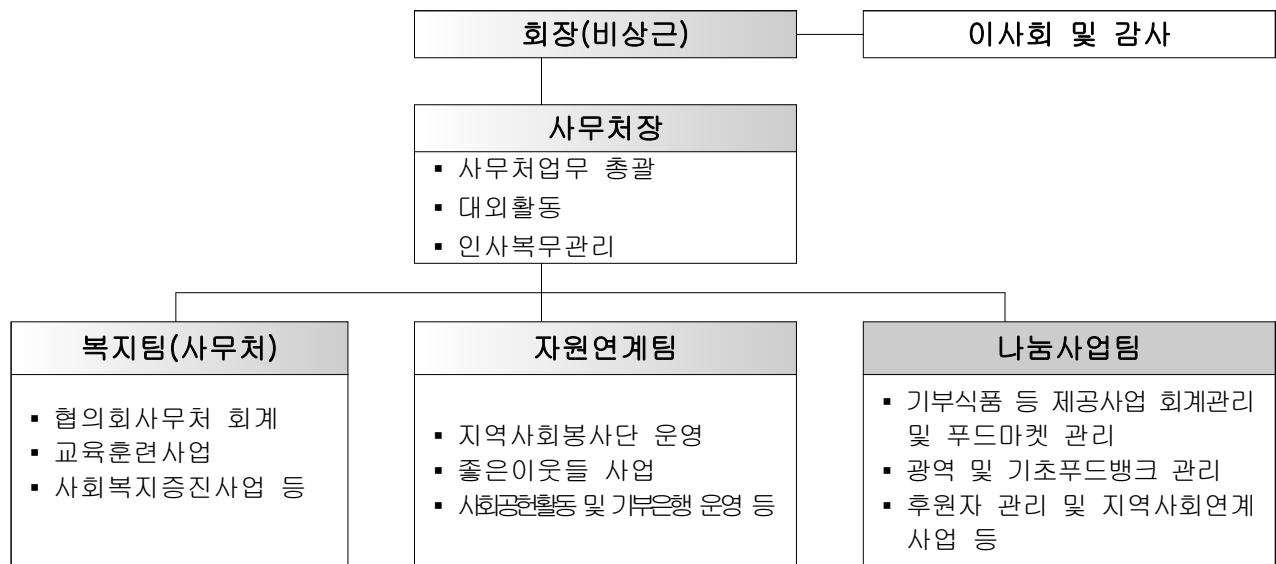 회장(비상근)
이사회 및 감사
사무처장
▪ 사무처업무 총괄
▪ 대외활동
▪ 인사복무관리
복지팀(사무처)
▪ 협의회사무처 회계
▪ 교육훈련사업
▪ 사회복지증진사업 등
자원연계팀
▪ 지역사회봉사단 운영
▪ 좋은이웃들 사업
▪ 사회공헌활동 및 기부은행 운영 등
나눔사업팀
▪ 기부식품 등 제공사업 회계관리
및 푸드마켓 관리
▪ 광역 및 기초푸드뱅크 관리
▪ 후원자 관리 및 지역사회연계
사업 등